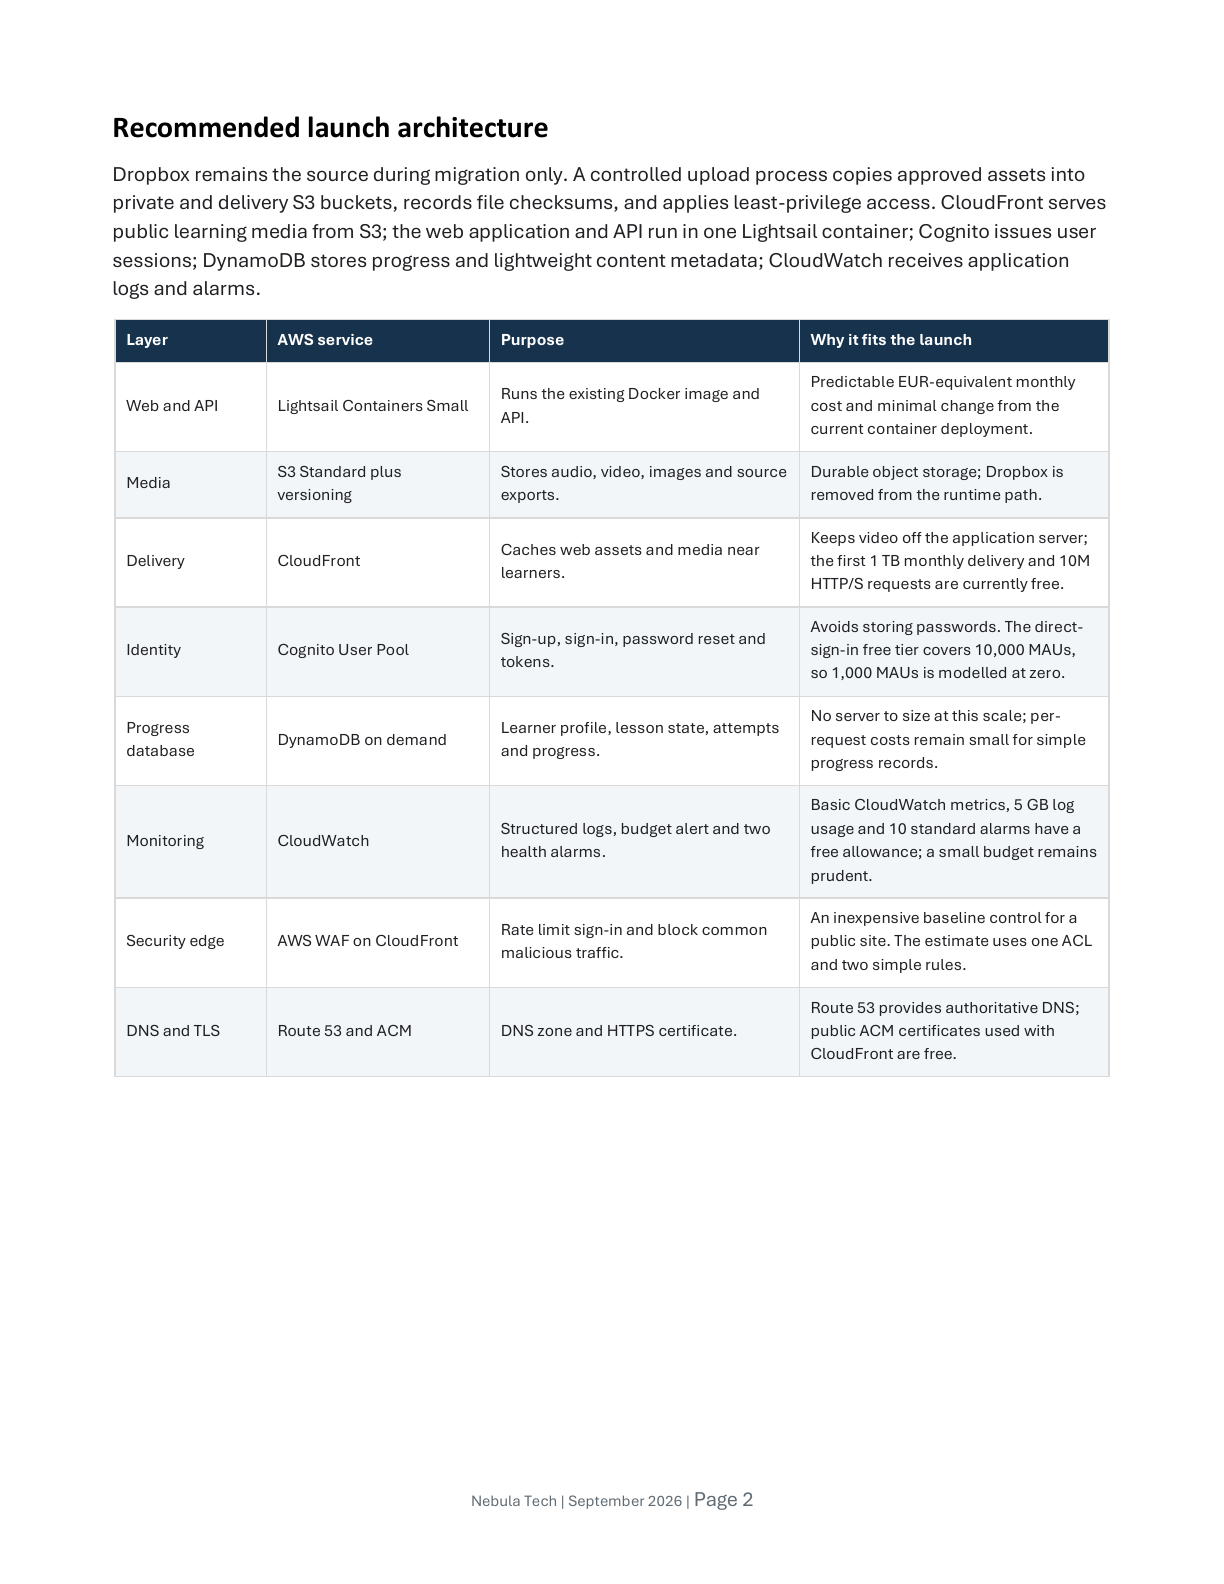 Recommended launch architecture
Dropbox remains the source during migration only. A controlled upload process copies approved assets into
private and delivery S3 buckets, records file checksums, and applies least-privilege access. CloudFront serves
public learning media from S3; the web application and API run in one Lightsail container; Cognito issues user
sessions; DynamoDB stores progress and lightweight content metadata; CloudWatch receives application
logs and alarms.
Layer
AWS service
Purpose
Why it fits the launch
Web and API
Lightsail Containers Small
Runs the existing Docker image and
API.
Predictable EUR-equivalent monthly
cost and minimal change from the
current container deployment.
Media
S3 Standard plus
versioning
Stores audio, video, images and source
exports.
Durable object storage; Dropbox is
removed from the runtime path.
Delivery
CloudFront
Caches web assets and media near
learners.
Keeps video off the application server;
the first 1 TB monthly delivery and 10M
HTTP/S requests are currently free.
Identity
Cognito User Pool
Sign-up, sign-in, password reset and
tokens.
Avoids storing passwords. The direct-
sign-in free tier covers 10,000 MAUs,
so 1,000 MAUs is modelled at zero.
Progress
database
DynamoDB on demand
Learner profile, lesson state, attempts
and progress.
No server to size at this scale; per-
request costs remain small for simple
progress records.
Monitoring
CloudWatch
Structured logs, budget alert and two
health alarms.
Basic CloudWatch metrics, 5 GB log
usage and 10 standard alarms have a
free allowance; a small budget remains
prudent.
Security edge
AWS WAF on CloudFront
Rate limit sign-in and block common
malicious traffic.
An inexpensive baseline control for a
public site. The estimate uses one ACL
and two simple rules.
DNS and TLS
Route 53 and ACM
DNS zone and HTTPS certificate.
Route 53 provides authoritative DNS;
public ACM certificates used with
CloudFront are free.
Nebula Tech | September 2026 | Page 2